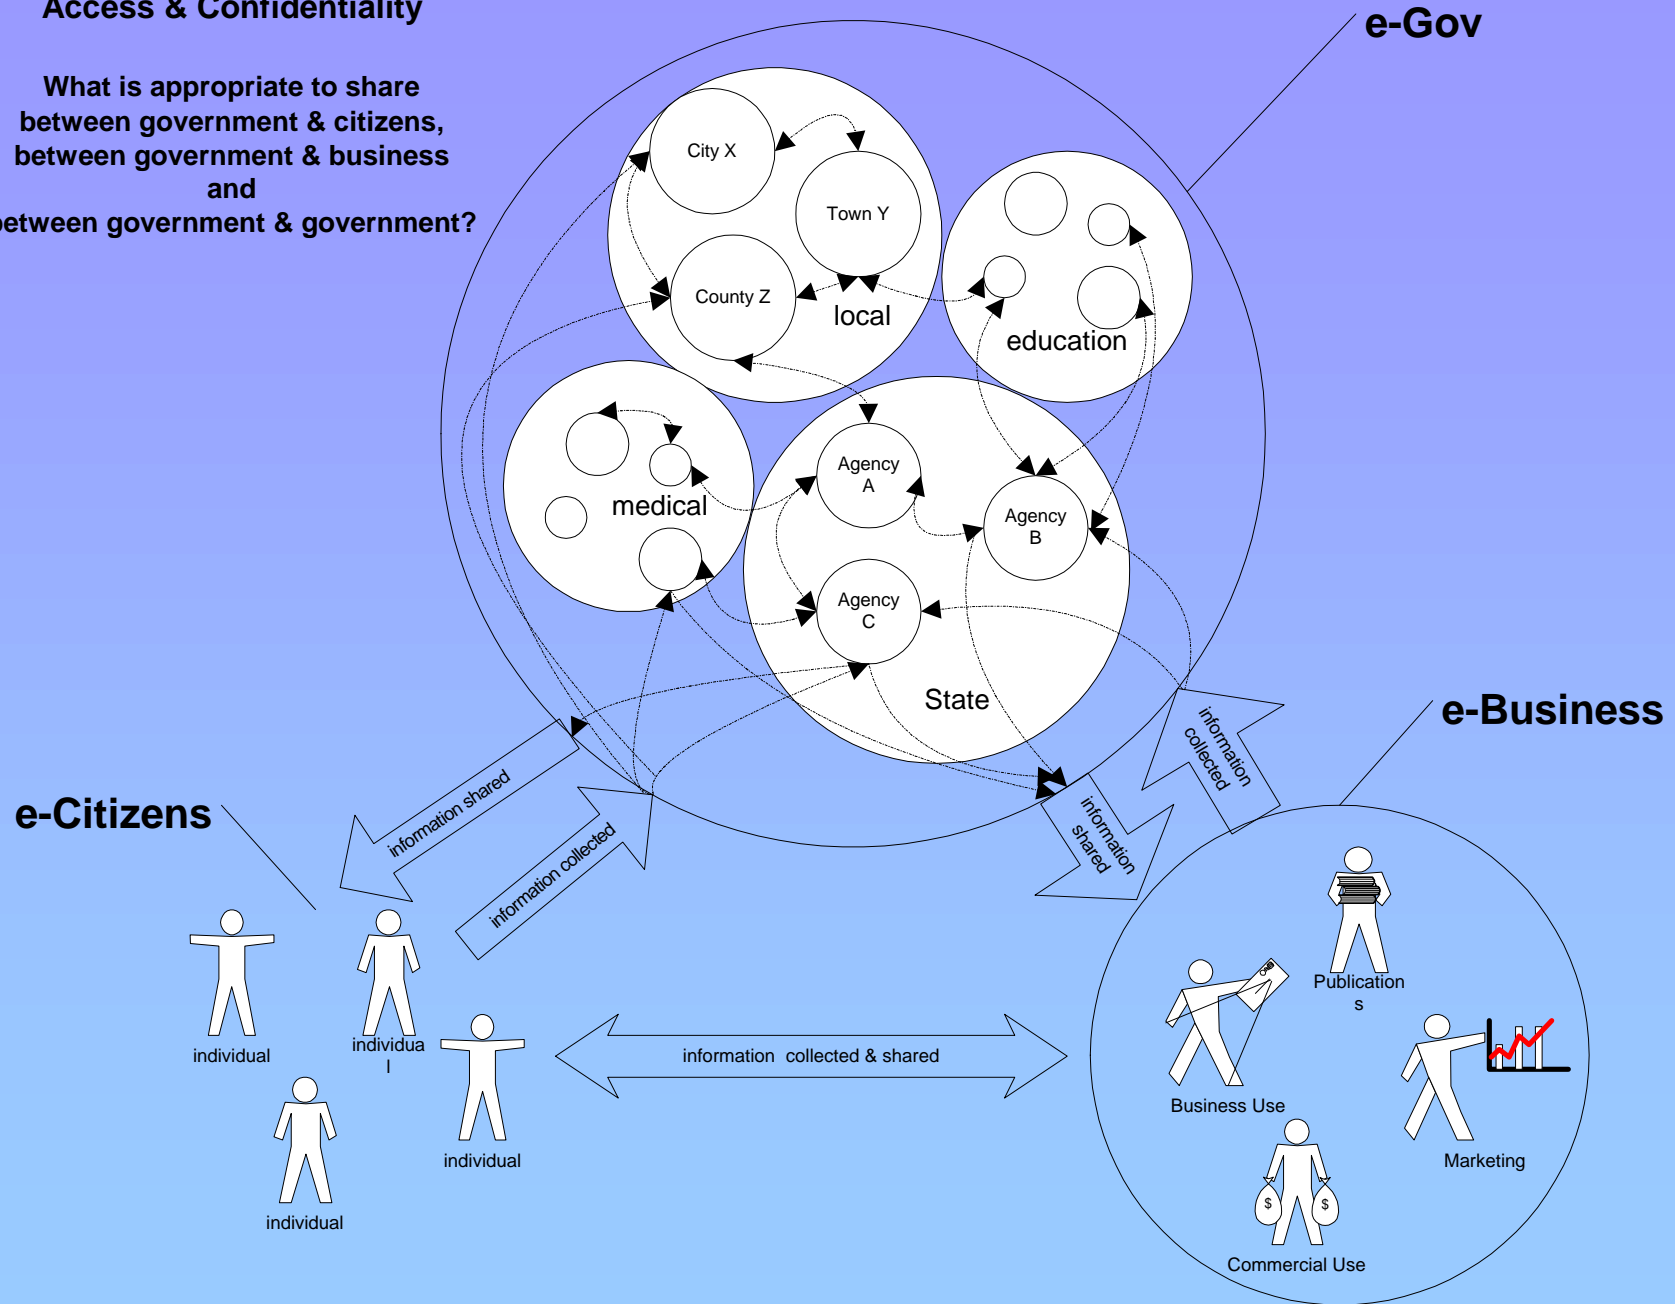 Access & Confidentiality
What is appropriate to share
between government & citizens,
between government & business
and
between government & government?
e-Gov
City X
Town Y
County Z
local
education
medical
Agency
A
Agency
B
Agency
C
State
e-Business
e-Citizens
information shared
information collected
information
shared
information
collected
individual
individua
l
individual
individual
information collected & shared
Publication
s
Business Use
Marketing
$ $
Commercial Use